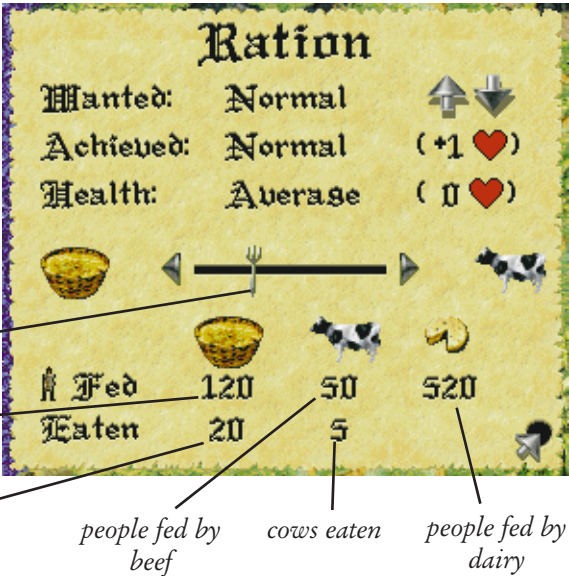 Ration
Wanted: Normal
Achieved: Normal (+1 )
Health: Average ( 0 )
Fed 120 50 520
Eaten 20 5
people fed by beef
cows eaten
people fed by dairy